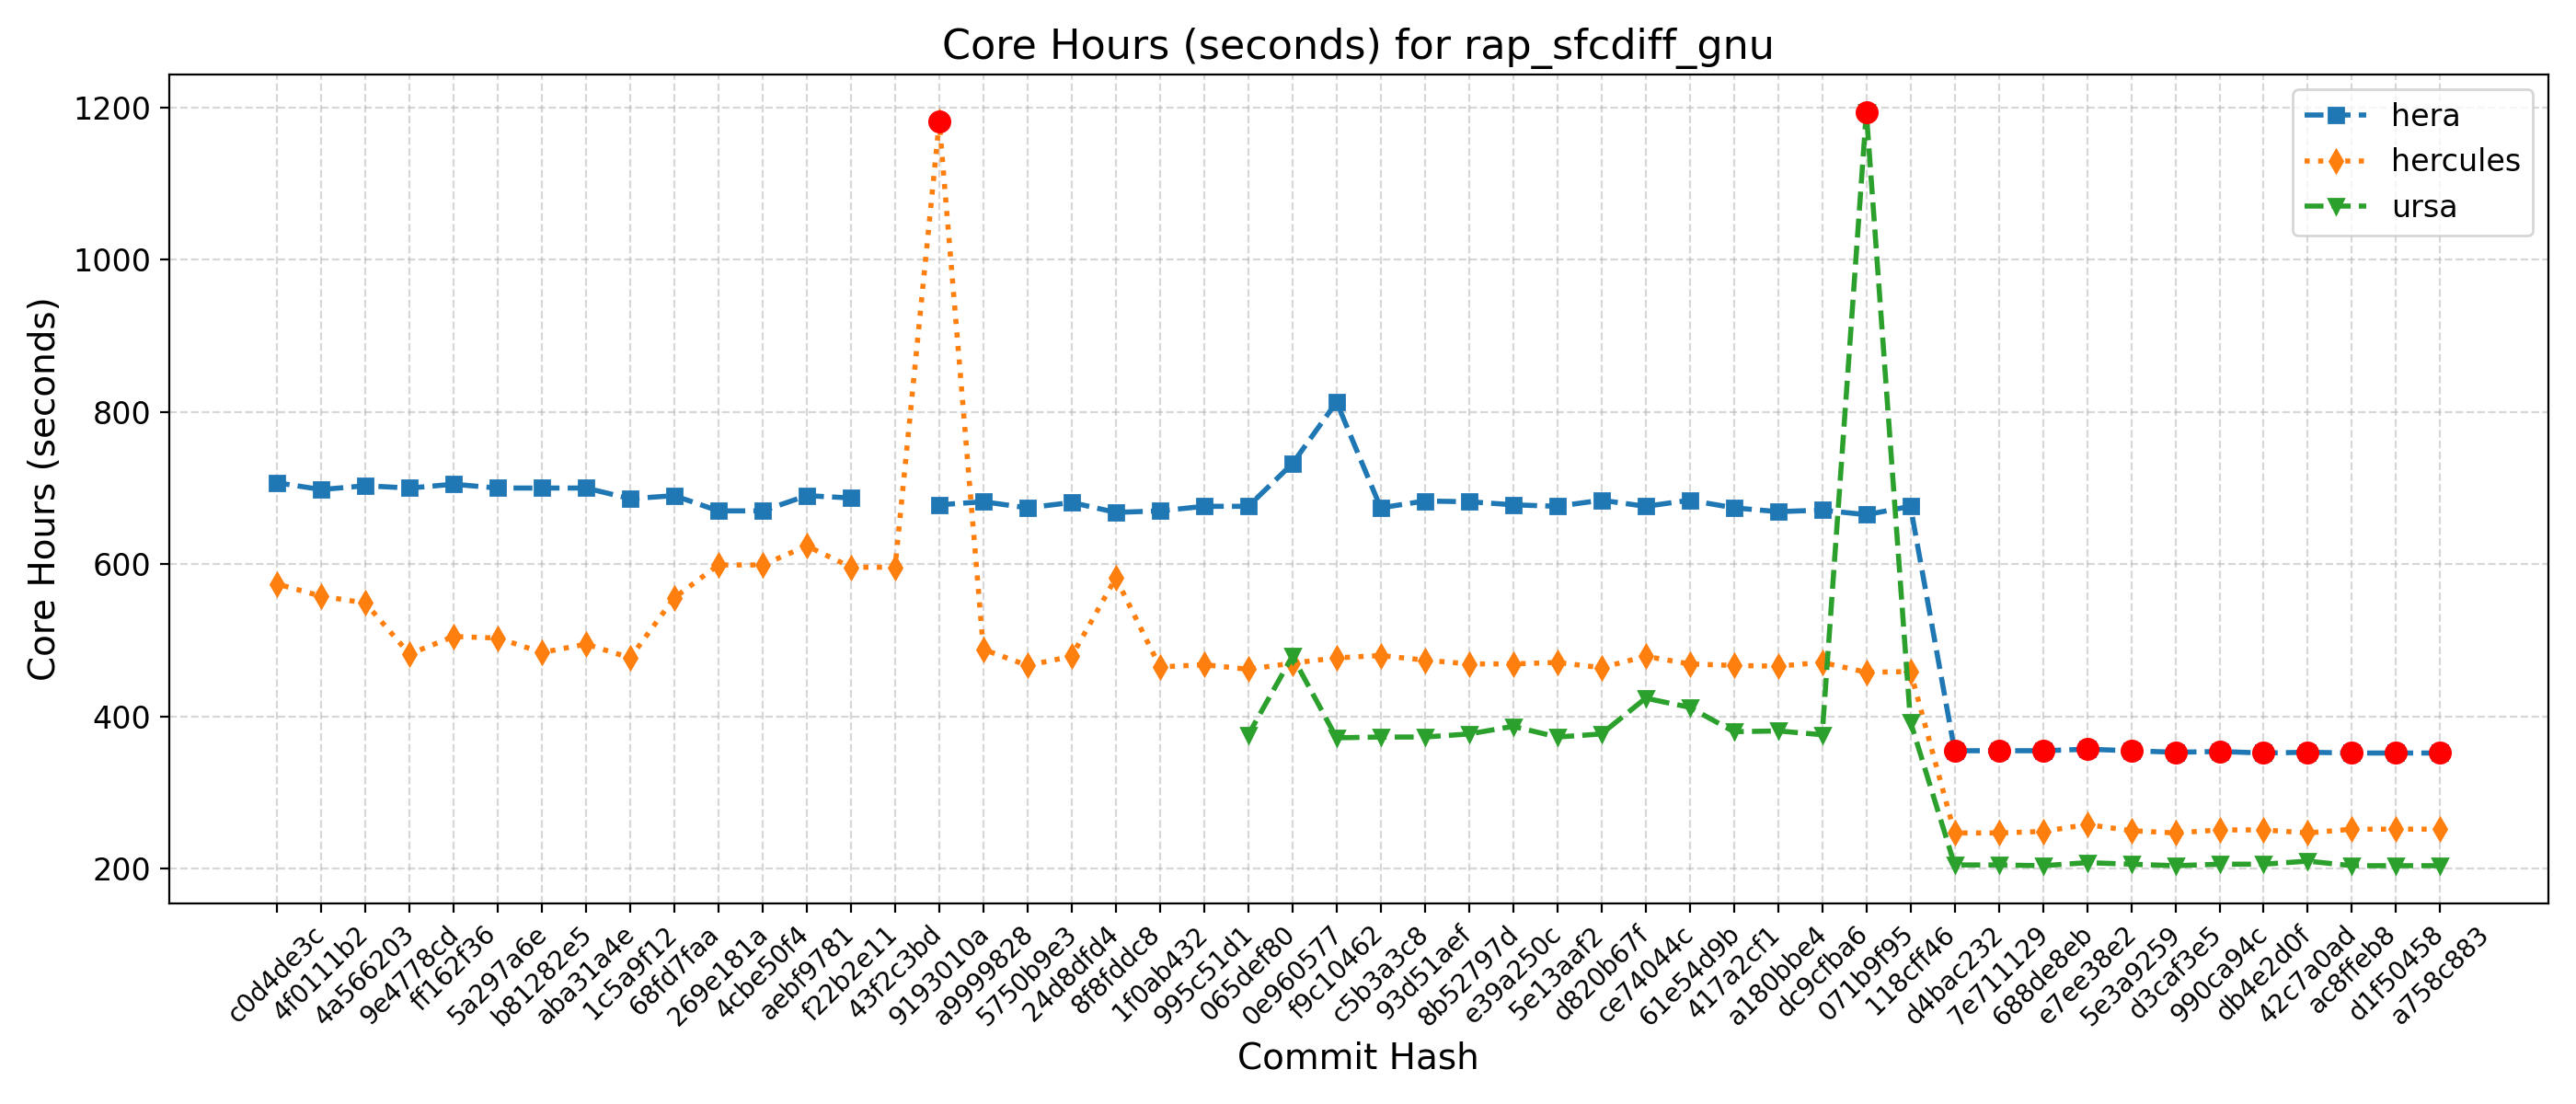 Core Hours (seconds) for rap_sfcdiff_gnu
hera
hercules
ursa
Core Hours (seconds)
1200
1000
800
600
400
200
c0d4de3c
4f0111b2
4a566203
9e4778cd
ff162f36
5a297a6e
b81282e5
aba31a4e
1c5a9f12
68fd7faa
269e181a
4cbe50f4
aebf9781
f22b2e11
43f2c3bd
9193010a
a9999828
5750b9e3
24d8dfd4
8f8fddc8
1f0ab432
995c51d1
065def80
0e960577
f9c10462
c5b3a3c8
93d51aef
8b52797d
e39a250c
5e13aaf2
d820b67f
ce74044c
61e54d9b
417a2cf1
a180bbe4
dc9cfba6
071b9f95
118cff46
d4bac232
7e711129
688de8eb
e7ee38e2
5e3a9259
d3caf3e5
990ca94c
db4e2d0f
42c7a0ad
ac8ffeb8
d1f50458
a758c883
Commit Hash